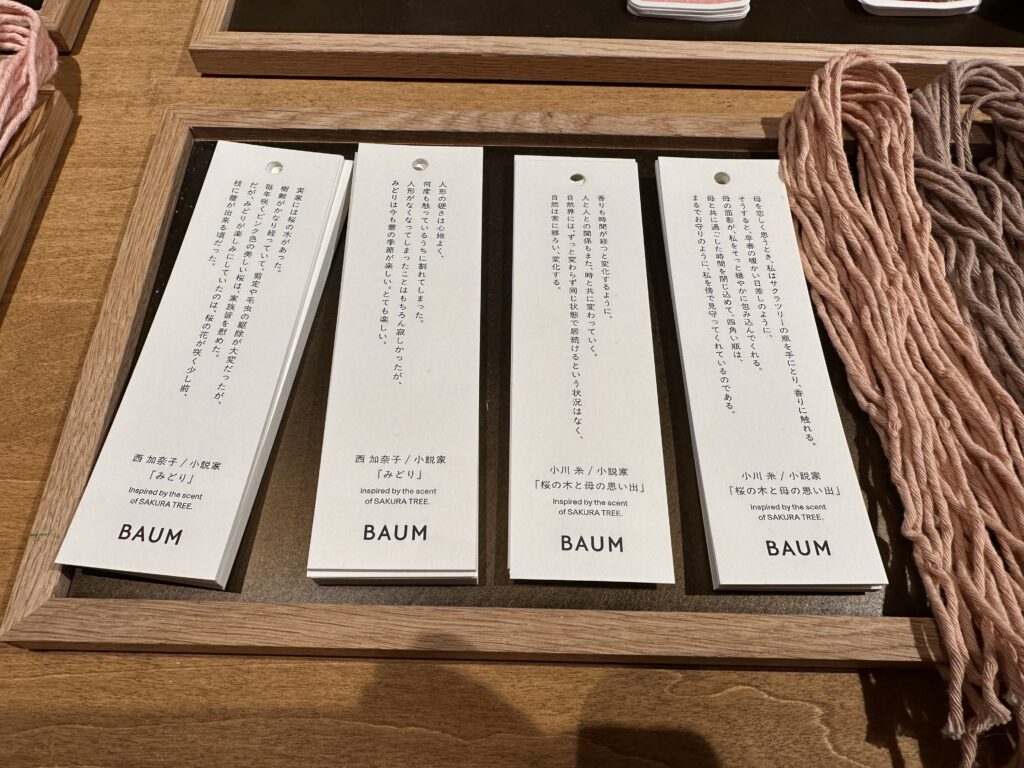 実家には桜の木があった。
樹齢がかなり経っていて、剪定や毛虫の駆除が大変だったが、
毎年咲くピンク色の美しい桜は、家族皆を慰めた。
だが、みどりが楽しみにしていたのは、桜の花が咲く少し前、
枝に蕾が出来る頃だった。
西 加奈子 / 小説家
「みどり」
Inspired by the scent
of SAKURA TREE.
BAUM
人形の硬さは心地よく、
何度も触っているうちに割れてしまった。
人形がなくなってしまったことはもちろん寂しかったが、
みどりは今も蕾の季節が楽しい。とても楽しい。
西 加奈子 / 小説家
「みどり」
Inspired by the scent
of SAKURA TREE.
BAUM
香りも時間が経つと変化するように、
人と人との関係もまた、時と共に変わっていく。
自然界には、ずっと変わらず同じ状態で居続けるという状況はなく、
自然は常に移ろい、変化する。
小川 糸 / 小説家
「桜の木と母の思い出」
Inspired by the scent
of SAKURA TREE.
BAUM
母を恋しく思うとき、私はサクラツリーの瓶を手にとり、香りに触れる。
そうすると、早春の暖かい日差しのように、
母の面影が、私をそっと穏やかに包み込んでくれる。
母と共に過ごした時間を閉じ込めて、四角い瓶は、
まるでお守りのように、私を傍で見守ってくれているのである。
小川 糸 / 小説家
「桜の木と母の思い出」
Inspired by the scent
of SAKURA TREE.
BAUM